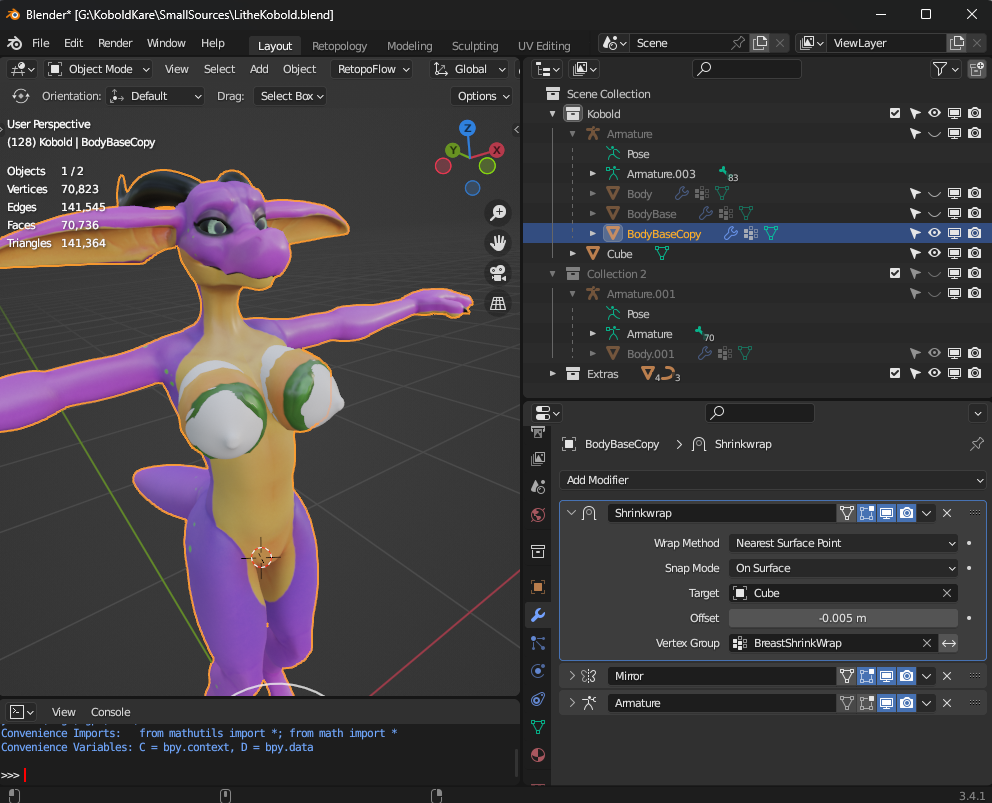 Blender* [G:\KoboldKare\SmallSources\LitheKobold.blend]
File Edit Render Window Help Layout Retopology Modeling Sculpting UV Editing Scene ViewLayer
Object Mode View Select Add Object RetopoFlow Global
Orientation: Default Drag: Select Box Options
User Perspective
(128) Kobold | BodyBaseCopy
Objects 1 / 2
Vertices 70,823
Edges 141,545
Faces 70,736
Triangles 141,364
Z
Y
X
Scene Collection
Kobold
Armature
Pose
Armature.003 83
Body
BodyBase
BodyBaseCopy
Cube
Collection 2
Armature.001
Pose
Armature 70
Body.001
Extras 4 3
BodyBaseCopy > Shrinkwrap
Add Modifier
Shrinkwrap
Wrap Method Nearest Surface Point
Snap Mode On Surface
Target Cube
Offset -0.005 m
Vertex Group BreastShrinkWrap
Mirror
Armature
View Console
Convenience Imports: from mathutils import *; from math import *
Convenience Variables: C = bpy.context, D = bpy.data
>>>
3.4.1